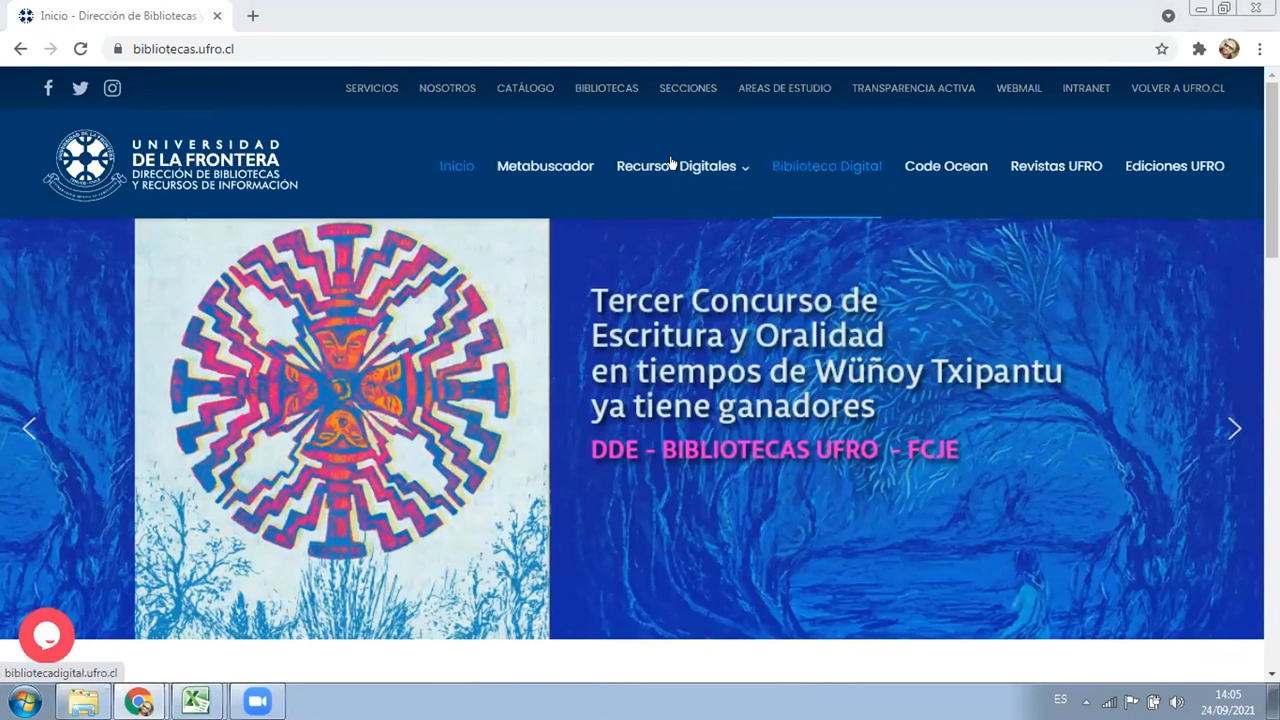 Inicio - Dirección de Bibliotecas y
bibliotecas.ufro.cl
SERVICIOS NOSOTROS CATÁLOGO BIBLIOTECAS SECCIONES AREAS DE ESTUDIO TRANSPARENCIA ACTIVA WEBMAIL INTRANET VOLVER A UFRO.CL
UNIVERSIDAD
DE LA FRONTERA
DIRECCIÓN DE BIBLIOTECAS
Y RECURSOS DE INFORMACIÓN
Inicio Metabuscador Recursos Digitales Biblioteca Digital Code Ocean Revistas UFRO Ediciones UFRO
Tercer Concurso de
Escritura y Oralidad
en tiempos de Wüñoy Txipantu
ya tiene ganadores
DDE - BIBLIOTECAS UFRO - FCJE
bibliotecadigital.ufro.cl
ES
14:05
24/09/2021